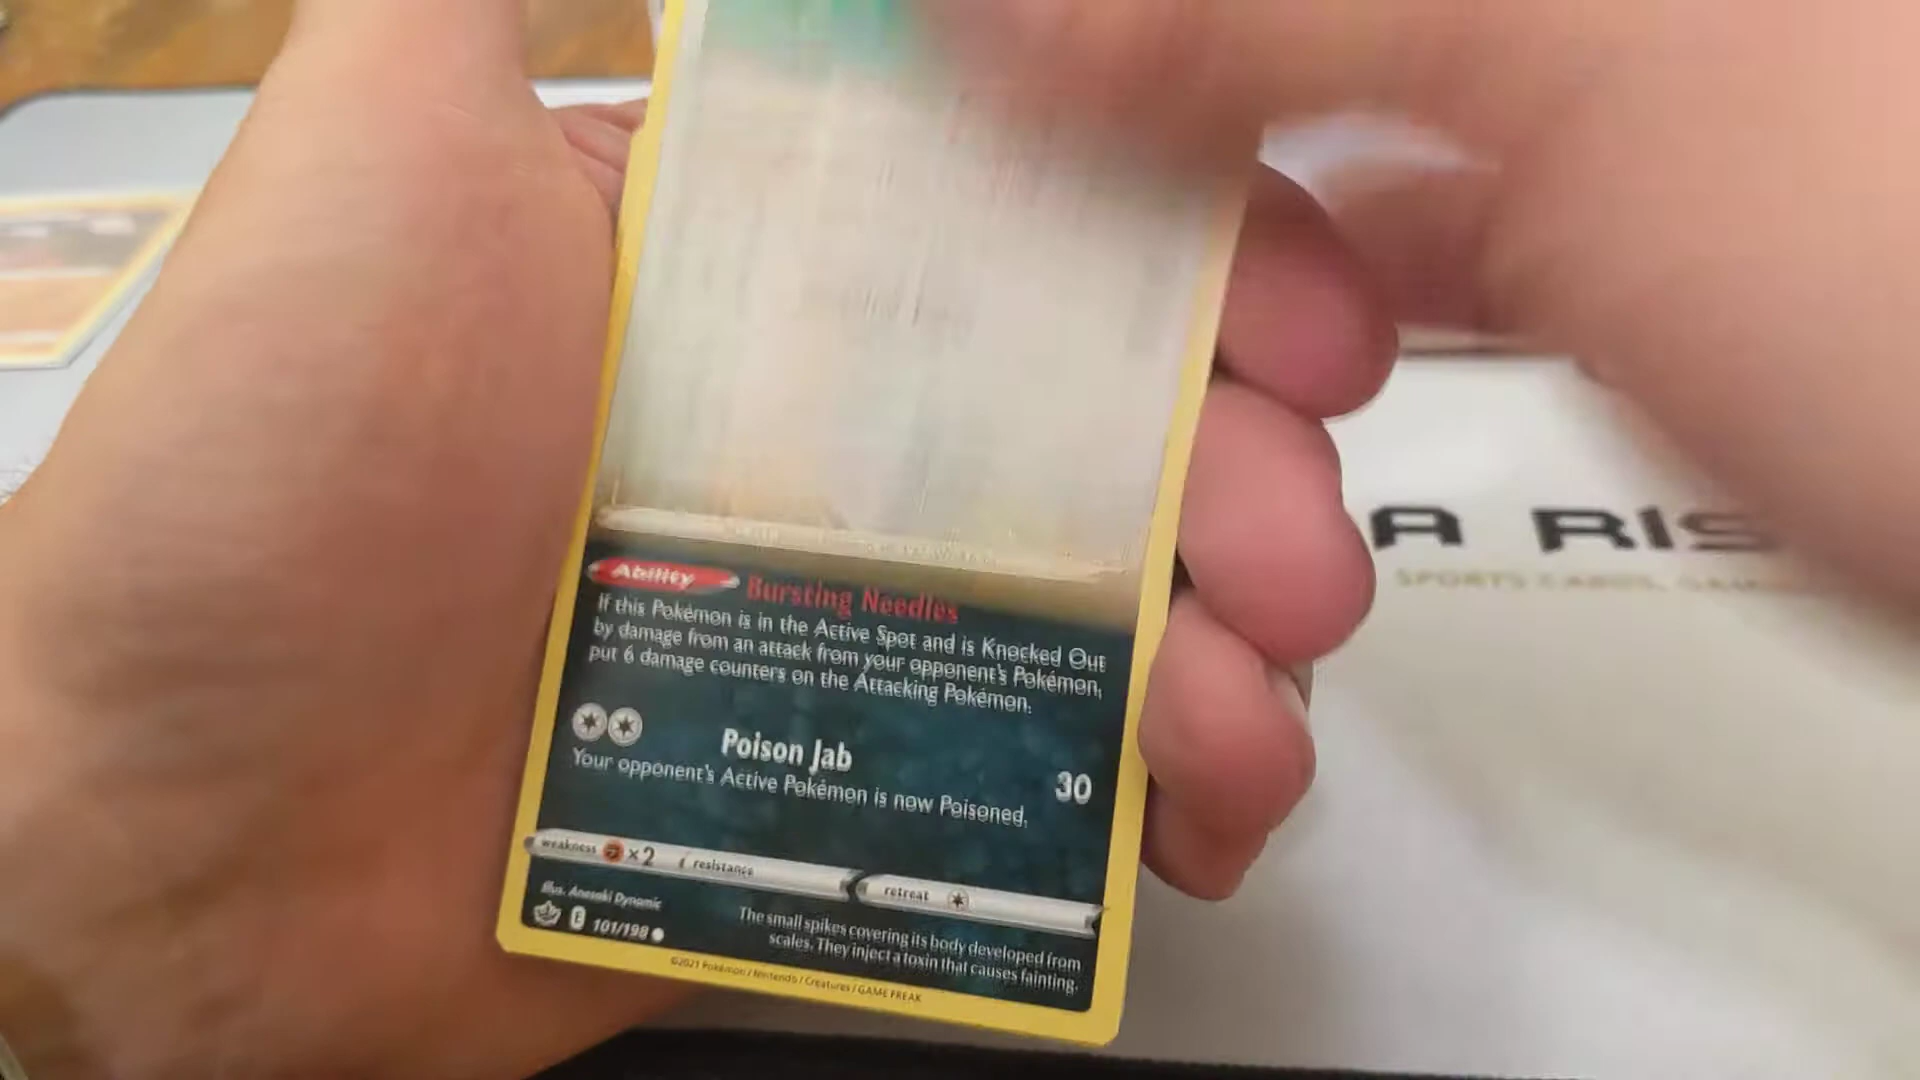 Ability Bursting Needles
If this Pokémon is in the Active Spot and is Knocked Out
by damage from an attack from your opponent's Pokémon,
put 6 damage counters on the Attacking Pokémon.
Poison Jab 30
Your opponent's Active Pokémon is now Poisoned.
weakness ×2 resistance retreat
Illus. Anesaki Dynamic
E 101/198
The small spikes covering its body developed from
scales. They inject a toxin that causes fainting.
©2021 Pokémon / Nintendo / Creatures / GAME FREAK
A RIS
SPORTS CARDS, GAM